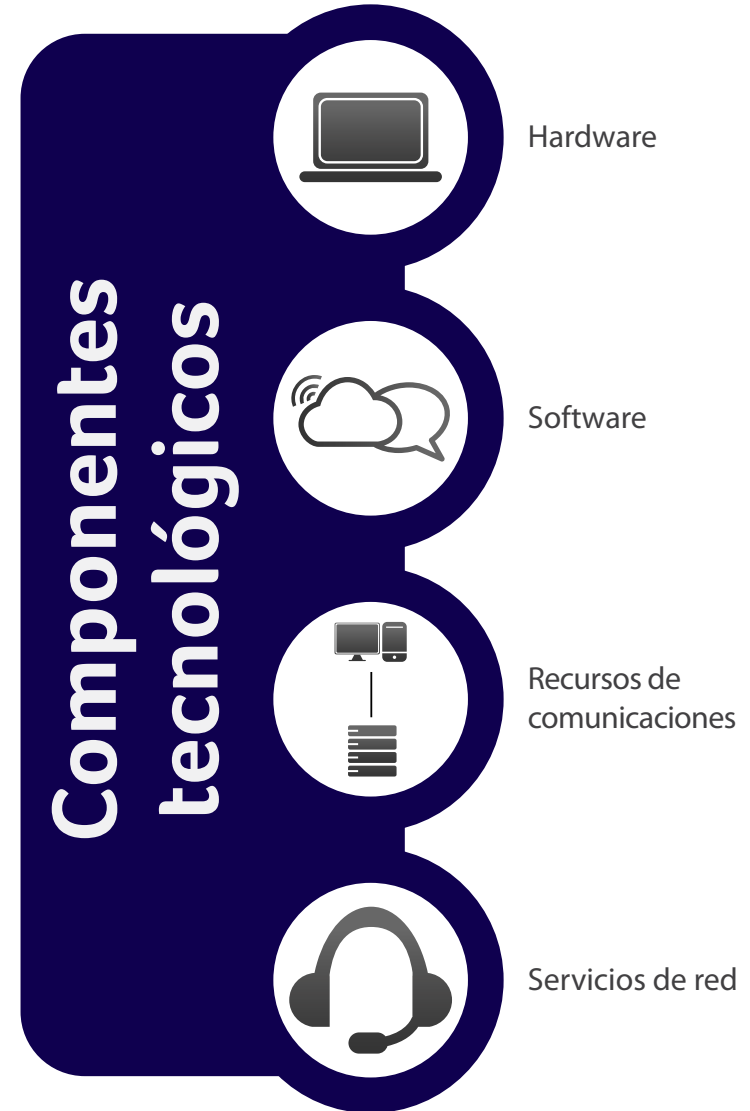 Componentes
tecnológicos
Hardware
Software
Recursos de
comunicaciones
Servicios de red